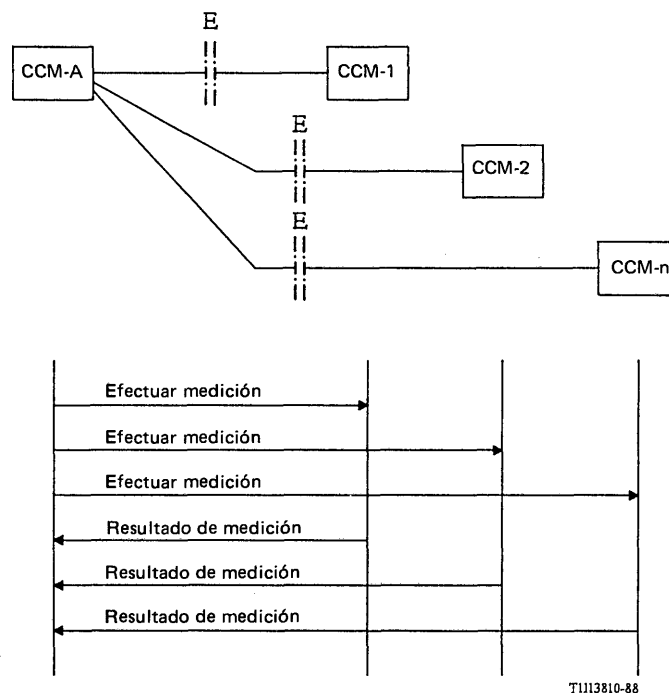 E
CCM-A
CCM-1
E
CCM-2
E
CCM-n
Efectuar medición
Efectuar medición
Efectuar medición
Resultado de medición
Resultado de medición
Resultado de medición
T1113810-88